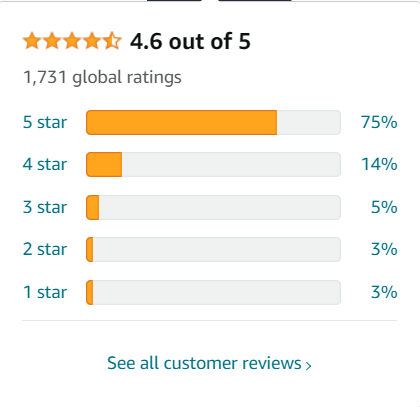 4.6 out of 5
1,731 global ratings
5 star 75%
4 star 14%
3 star 5%
2 star 3%
1 star 3%
See all customer reviews ›